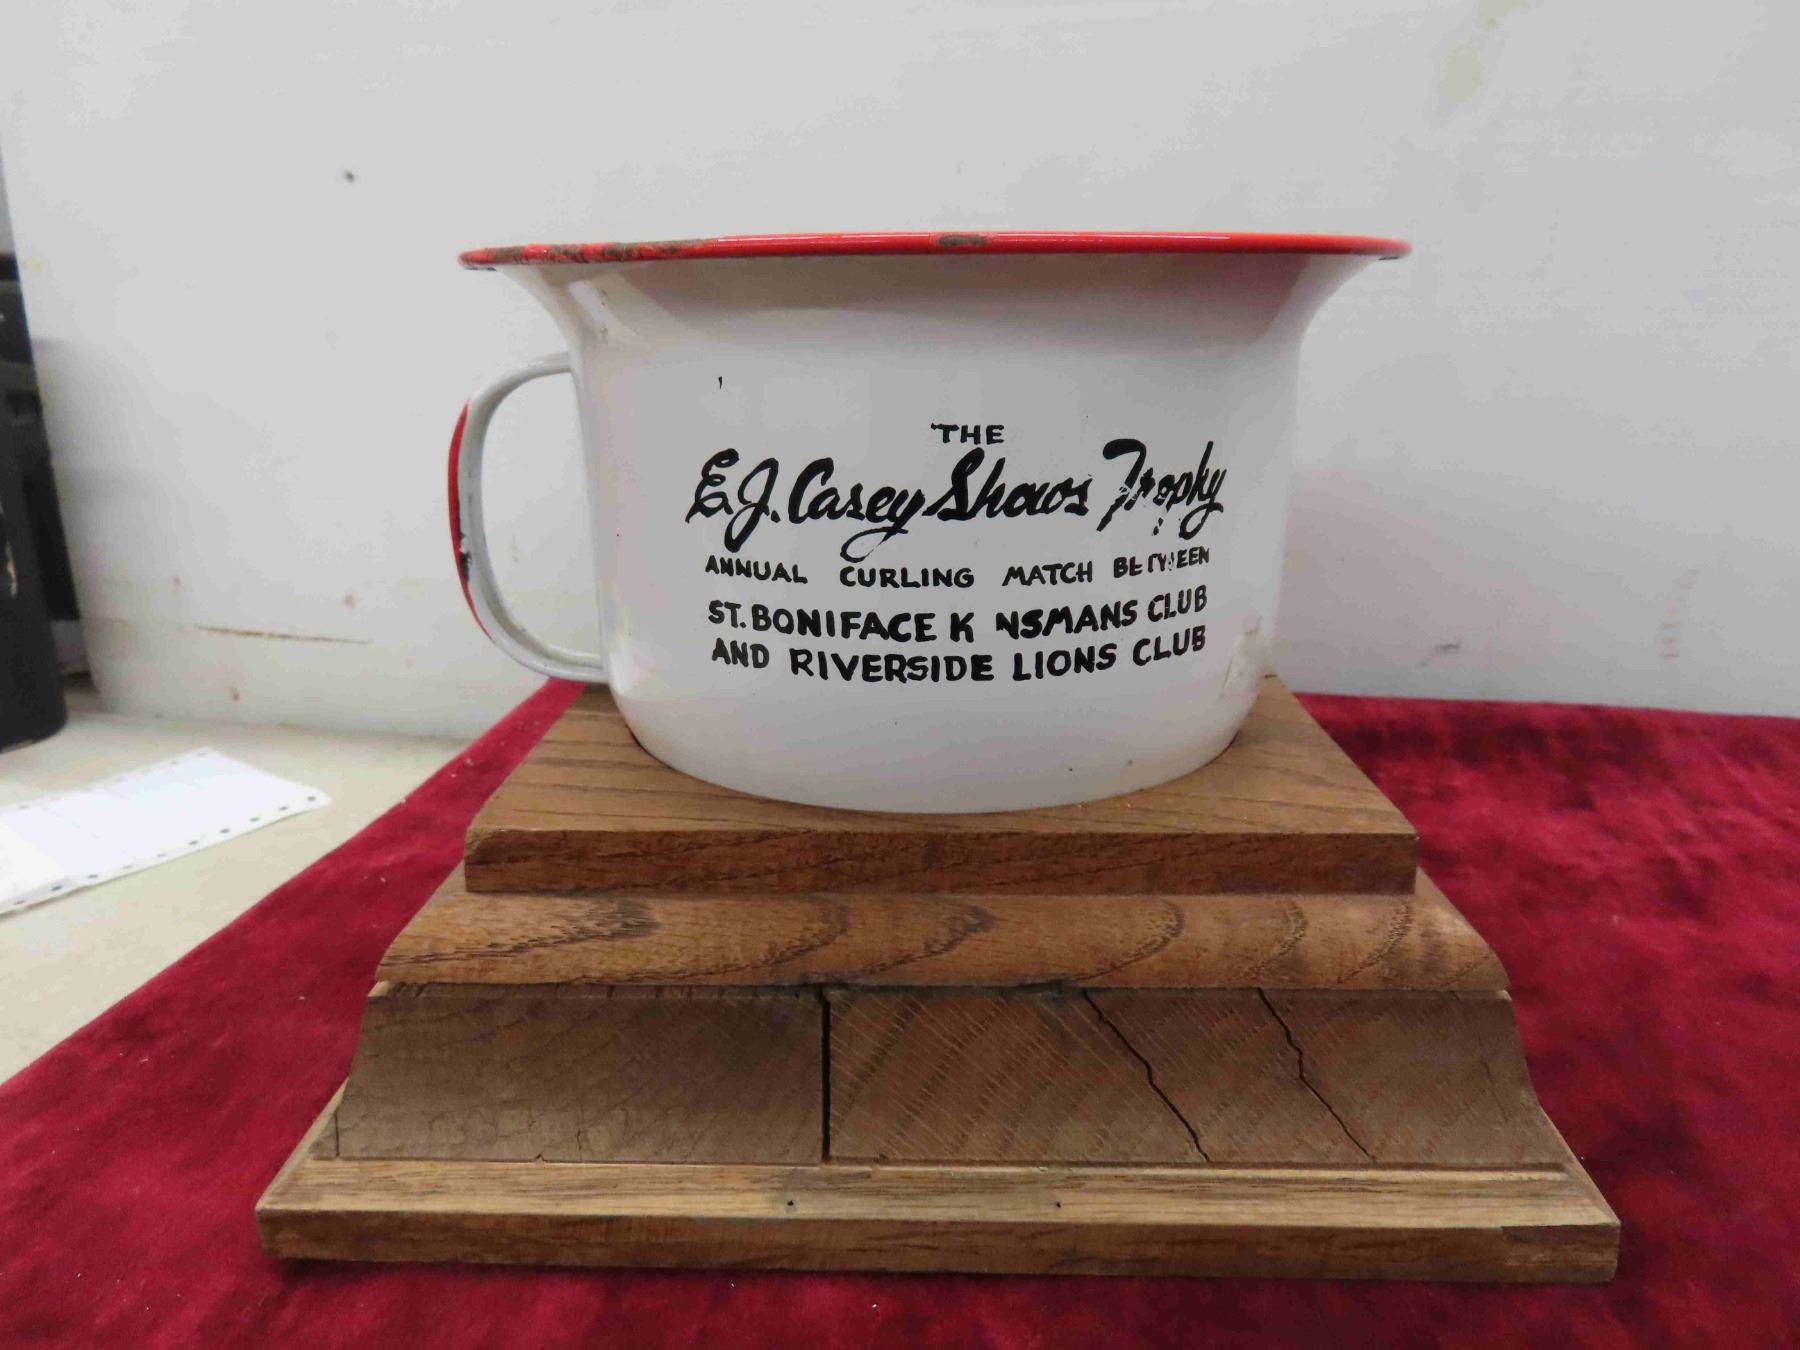 THE
E.J. Casey Shows Trophy
ANNUAL CURLING MATCH BETWEEN
ST. BONIFACE K NSMANS CLUB
AND RIVERSIDE LIONS CLUB